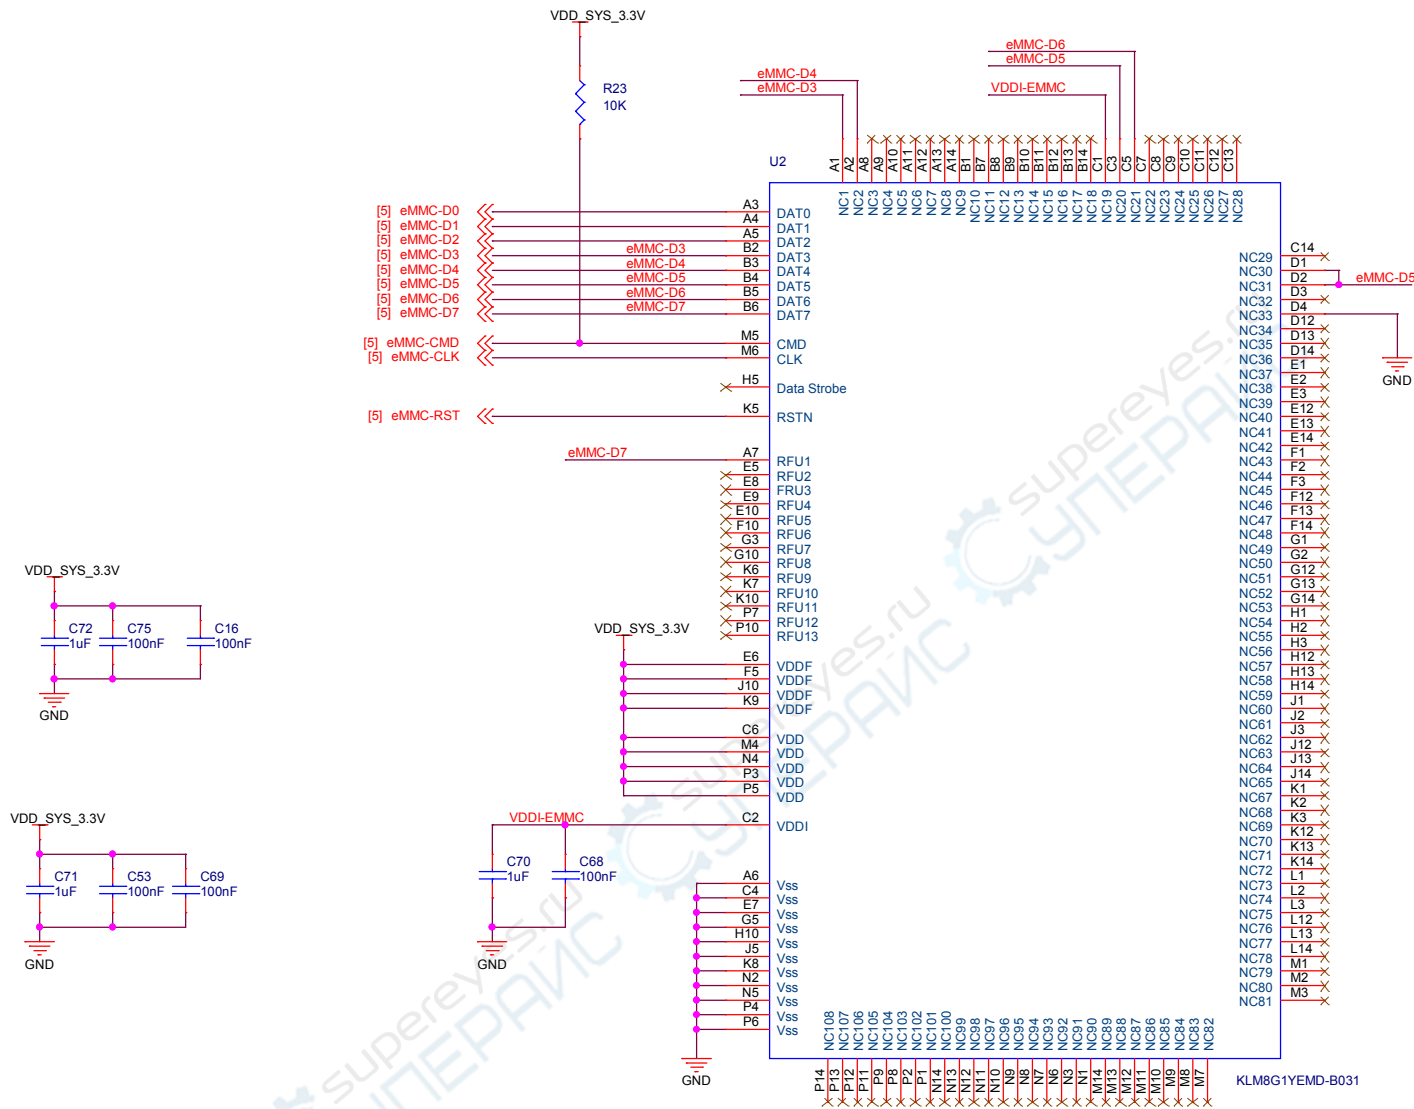 VDD_SYS_3.3V
R23
10K
eMMC-D6
eMMC-D5
VDDI-EMMC
eMMC-D4
eMMC-D3
U2
A1 A2 A8 A9 A10 A11 A12 A13 A14 B1 B7 B8 B9 B10 B11 B12 B13 B14 C1 C3 C5 C7 C8 C9 C10 C11 C12 C13
NC1 NC2 NC3 NC4 NC5 NC6 NC7 NC8 NC9 NC10 NC11 NC12 NC13 NC14 NC15 NC16 NC17 NC18 NC19 NC20 NC21 NC22 NC23 NC24 NC25 NC26 NC27 NC28
[5] eMMC-D0 A3 DAT0
[5] eMMC-D1 A4 DAT1
[5] eMMC-D2 A5 DAT2
[5] eMMC-D3 eMMC-D3 B2 DAT3
[5] eMMC-D4 eMMC-D4 B3 DAT4
[5] eMMC-D5 eMMC-D5 B4 DAT5
[5] eMMC-D6 eMMC-D6 B5 DAT6
[5] eMMC-D7 eMMC-D7 B6 DAT7
[5] eMMC-CMD M5 CMD
[5] eMMC-CLK M6 CLK
H5 Data Strobe
[5] eMMC-RST K5 RSTN
eMMC-D7 A7 RFU1
E5 RFU2
E8 FRU3
E9 RFU4
E10 RFU5
F10 RFU6
G3 RFU7
G10 RFU8
K6 RFU9
K7 RFU10
K10 RFU11
P7 RFU12
P10 RFU13
VDD_SYS_3.3V
E6 VDDF
F5 VDDF
J10 VDDF
K9 VDDF
C6 VDD
M4 VDD
N4 VDD
P3 VDD
P5 VDD
VDDI-EMMC C2 VDDI
C70
1uF
C68
100nF
GND
A6 Vss
C4 Vss
E7 Vss
G5 Vss
H10 Vss
J5 Vss
K8 Vss
N2 Vss
N5 Vss
P4 Vss
P6 Vss
GND
VDD_SYS_3.3V
C72
1uF
C75
100nF
C16
100nF
GND
VDD_SYS_3.3V
C71
1uF
C53
100nF
C69
100nF
GND
NC29 C14
NC30 D1
NC31 D2 eMMC-D5
NC32 D3
NC33 D4
GND
NC34 D12
NC35 D13
NC36 D14
NC37 E1
NC38 E2
NC39 E3
NC40 E12
NC41 E13
NC42 E14
NC43 F1
NC44 F2
NC45 F3
NC46 F12
NC47 F13
NC48 F14
NC49 G1
NC50 G2
NC51 G12
NC52 G13
NC53 G14
NC54 H1
NC55 H2
NC56 H3
NC57 H12
NC58 H13
NC59 H14
NC60 J1
NC61 J2
NC62 J3
NC63 J12
NC64 J13
NC65 J14
NC67 K1
NC68 K2
NC69 K3
NC70 K12
NC71 K13
NC72 K14
NC73 L1
NC74 L2
NC75 L3
NC76 L12
NC77 L13
NC78 L14
NC79 M1
NC80 M2
NC81 M3
NC108 NC107 NC106 NC105 NC104 NC103 NC102 NC101 NC100 NC99 NC98 NC97 NC96 NC95 NC94 NC93 NC92 NC91 NC90 NC89 NC88 NC87 NC86 NC85 NC84 NC83 NC82
P14 P13 P12 P11 P9 P8 P2 P1 N14 N13 N12 N11 N10 N9 N8 N7 N6 N3 N1 M14 M13 M12 M11 M10 M9 M8 M7
KLM8G1YEMD-B031
supereyes.ru
СУПЕРАЙС
supereyes.ru
СУПЕРАЙС
supereyes.ru
СУПЕРАЙС